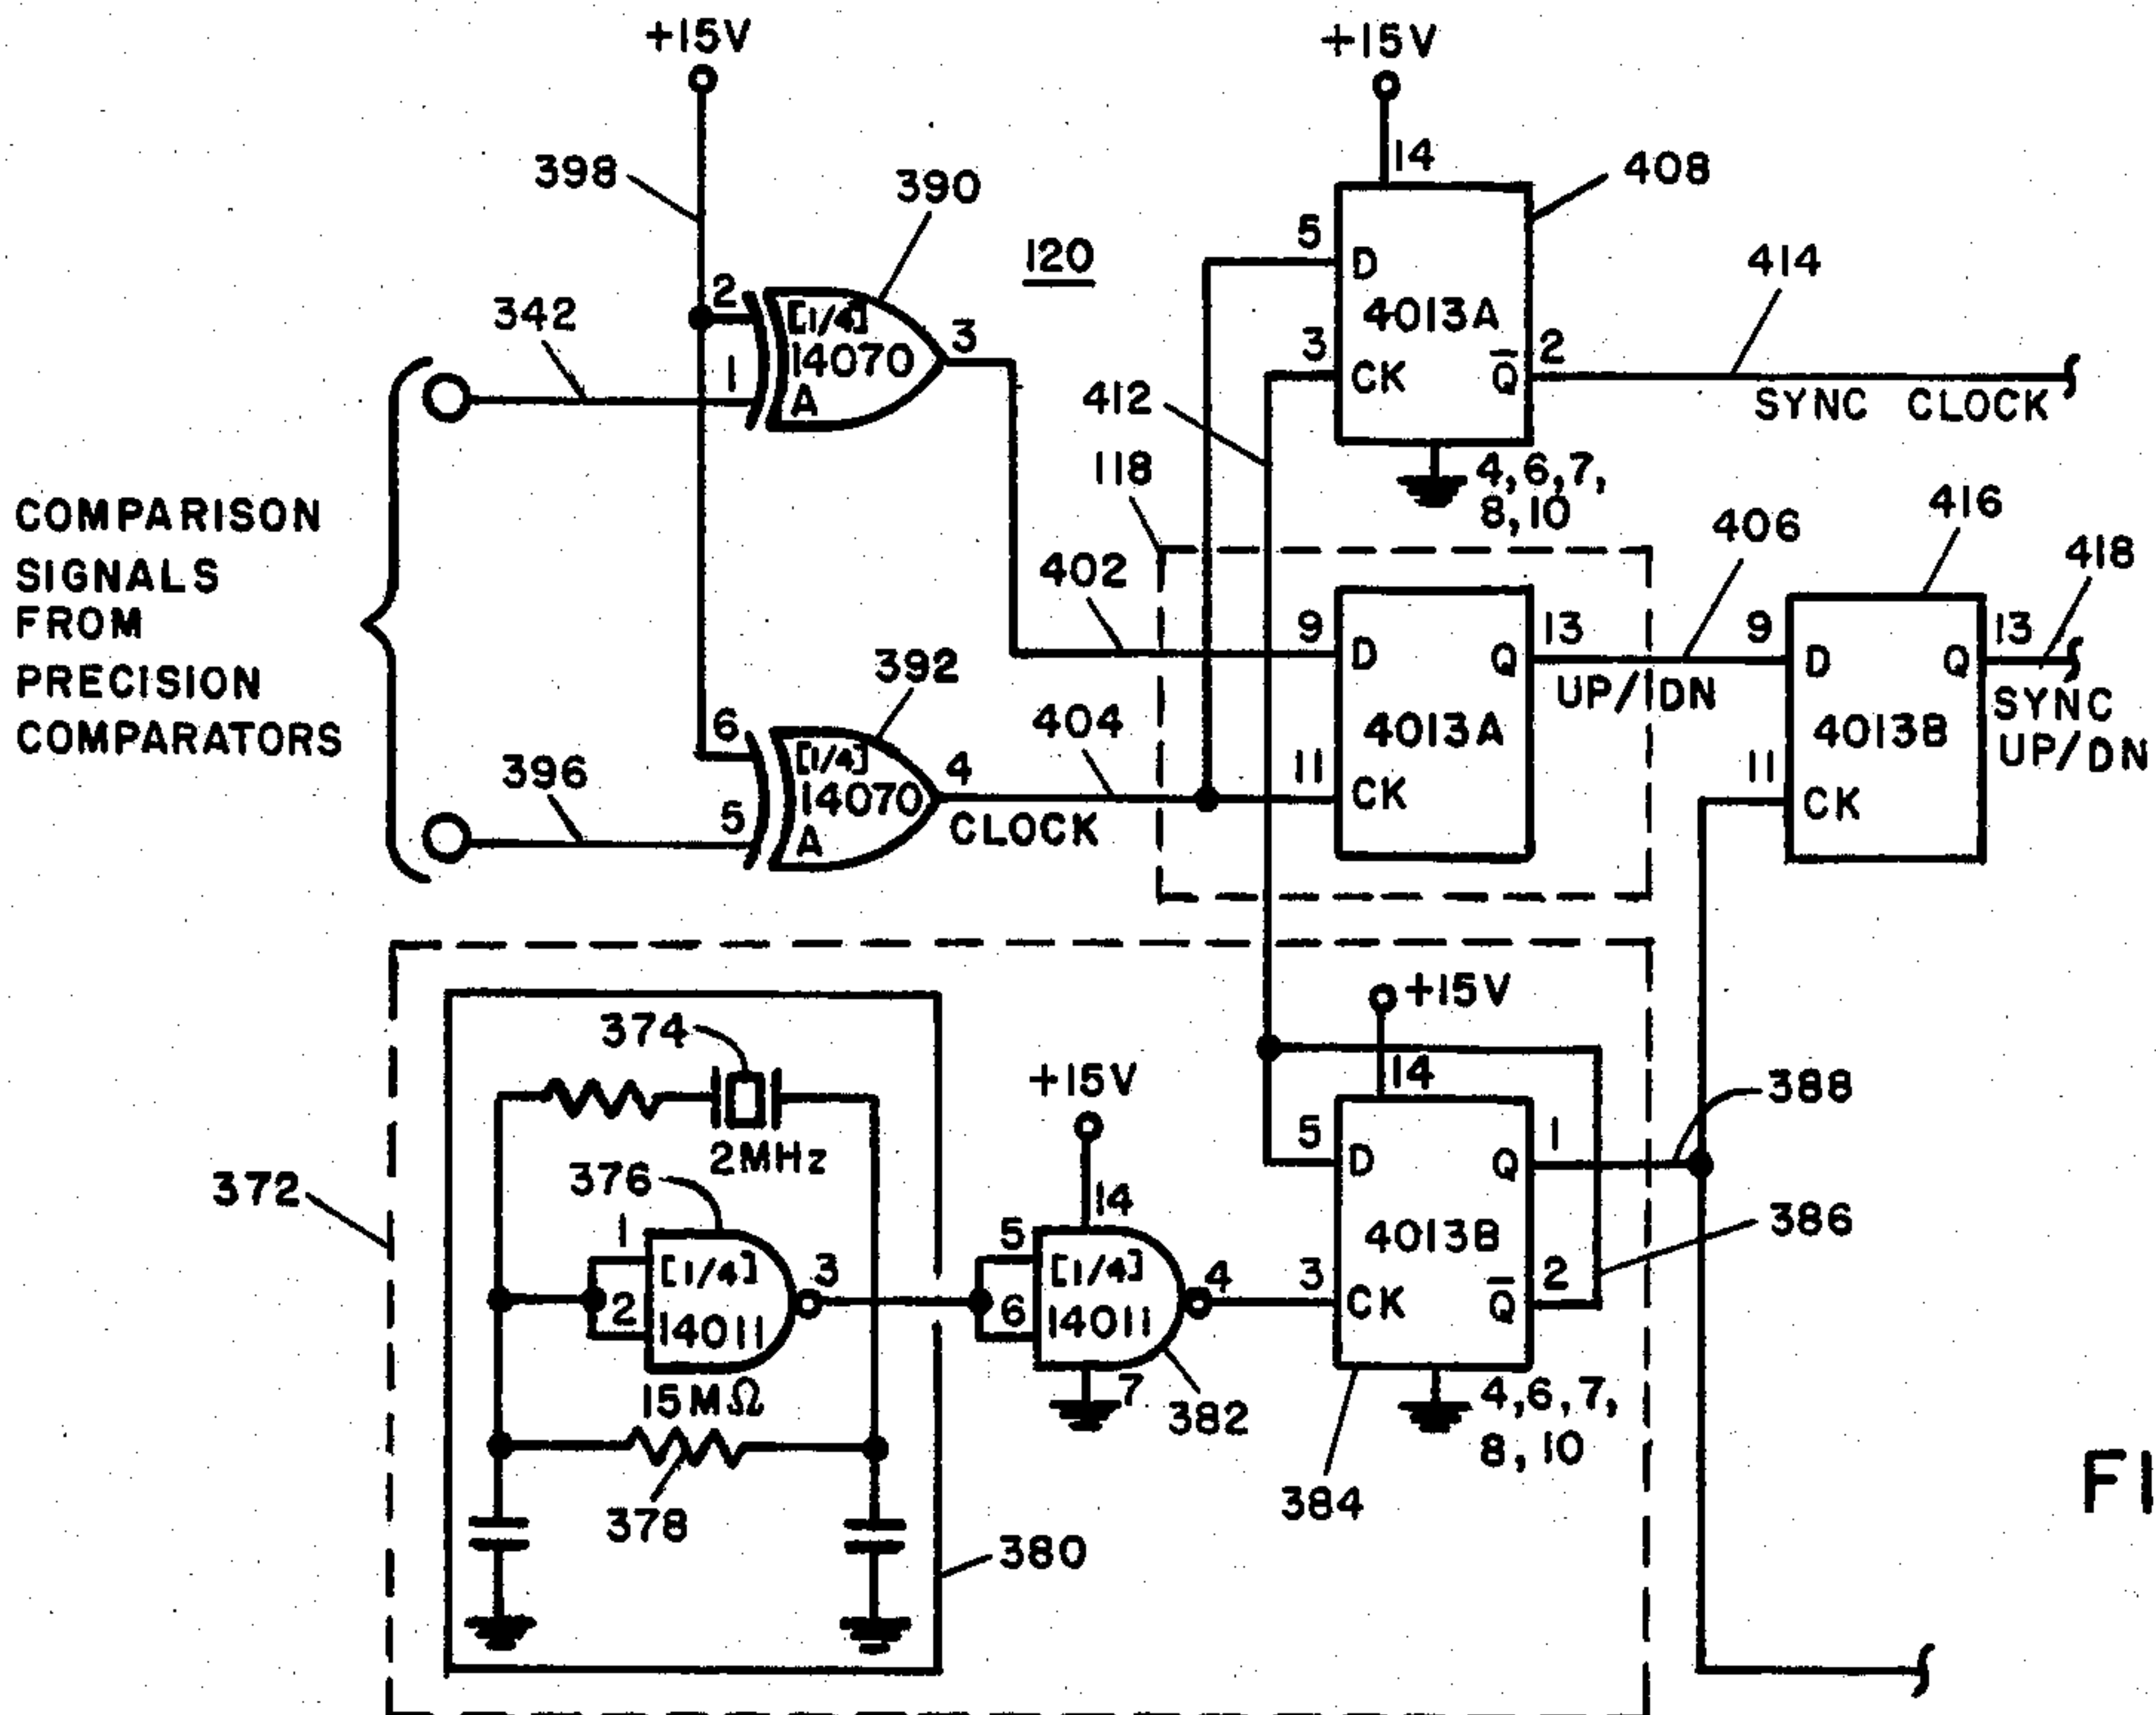 +15V
+15V
398
390
14
408
120
5
D
414
342
2
[1/4]
14070
A
3
1
4013A
3
CK
Q̅
2
412
SYNC CLOCK
118
4,6,7,
8,10
416
COMPARISON
SIGNALS
FROM
PRECISION
COMPARATORS
402
406
418
9
D
Q
13
UP/DN
9
D
Q
13
SYNC
UP/DN
392
404
4013A
4013B
396
6
[1/4]
14070
A
4
5
CLOCK
11
CK
11
CK
+15V
374
2MHz
+15V
14
388
372
376
1
[1/4]
2
14011
3
14
5
[1/4]
6
14011
4
7
382
5
D
Q
1
4013B
386
3
CK
Q̅
2
15MΩ
378
380
384
4,6,7,
8,10
FI